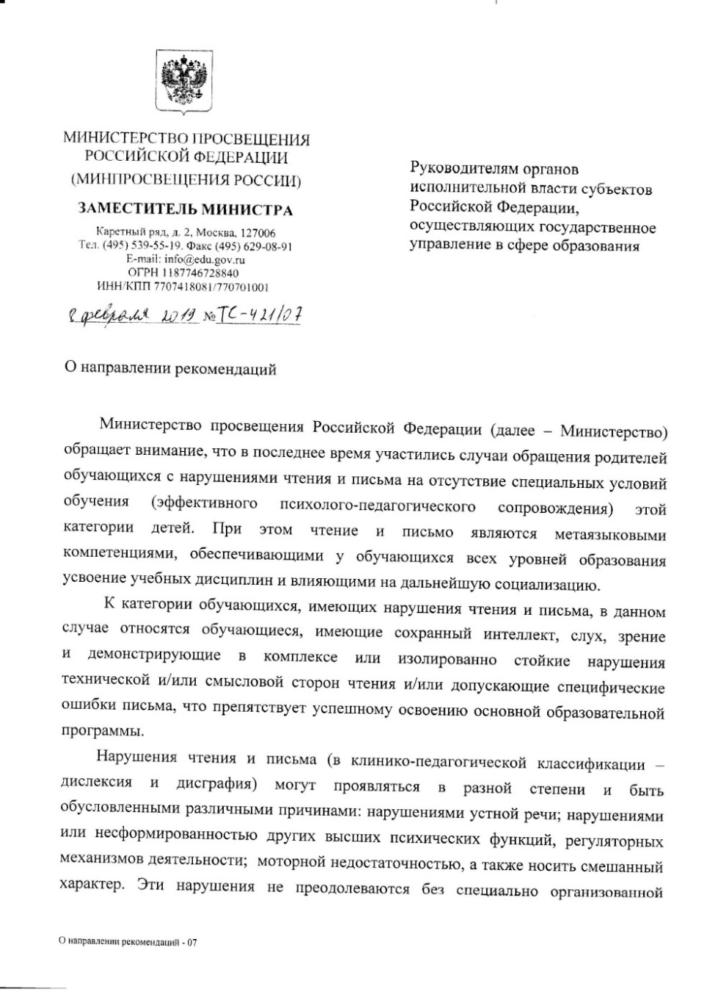 МИНИСТЕРСТВО ПРОСВЕЩЕНИЯ
РОССИЙСКОЙ ФЕДЕРАЦИИ
(МИНПРОСВЕЩЕНИЯ РОССИИ)
ЗАМЕСТИТЕЛЬ МИНИСТРА
Каретный ряд, д. 2, Москва, 127006
Тел. (495) 539-55-19. Факс (495) 629-08-91
E-mail: info@edu.gov.ru
ОГРН 1187746728840
ИНН/КПП 7707418081/770701001
8 февраля 2019 № ТС-421/07
Руководителям органов
исполнительной власти субъектов
Российской Федерации,
осуществляющих государственное
управление в сфере образования
О направлении рекомендаций
Министерство просвещения Российской Федерации (далее – Министерство)
обращает внимание, что в последнее время участились случаи обращения родителей
обучающихся с нарушениями чтения и письма на отсутствие специальных условий
обучения (эффективного психолого-педагогического сопровождения) этой
категории детей. При этом чтение и письмо являются метаязыковыми
компетенциями, обеспечивающими у обучающихся всех уровней образования
усвоение учебных дисциплин и влияющими на дальнейшую социализацию.
К категории обучающихся, имеющих нарушения чтения и письма, в данном
случае относятся обучающиеся, имеющие сохранный интеллект, слух, зрение
и демонстрирующие в комплексе или изолированно стойкие нарушения
технической и/или смысловой сторон чтения и/или допускающие специфические
ошибки письма, что препятствует успешному освоению основной образовательной
программы.
Нарушения чтения и письма (в клинико-педагогической классификации –
дислексия и дисграфия) могут проявляться в разной степени и быть
обусловленными различными причинами: нарушениями устной речи; нарушениями
или несформированностью других высших психических функций, регуляторных
механизмов деятельности; моторной недостаточностью, а также носить смешанный
характер. Эти нарушения не преодолеваются без специально организованной
О направлении рекомендаций - 07